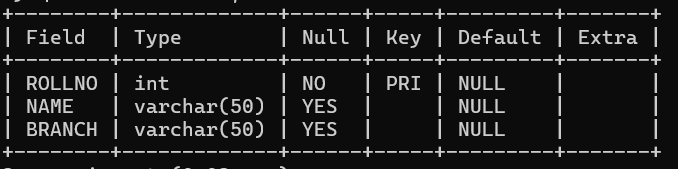 +--------+-------------+------+-----+---------+-------+
| Field | Type | Null | Key | Default | Extra |
+--------+-------------+------+-----+---------+-------+
| ROLLNO | int | NO | PRI | NULL | |
| NAME | varchar(50) | YES | | NULL | |
| BRANCH | varchar(50) | YES | | NULL | |
+--------+-------------+------+-----+---------+-------+